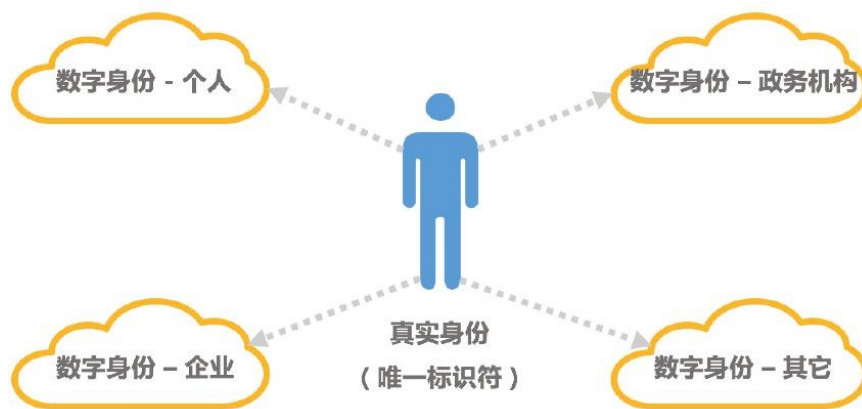 数字身份 - 个人
数字身份 – 政务机构
真实身份
（唯一标识符）
数字身份 – 企业
数字身份 – 其它